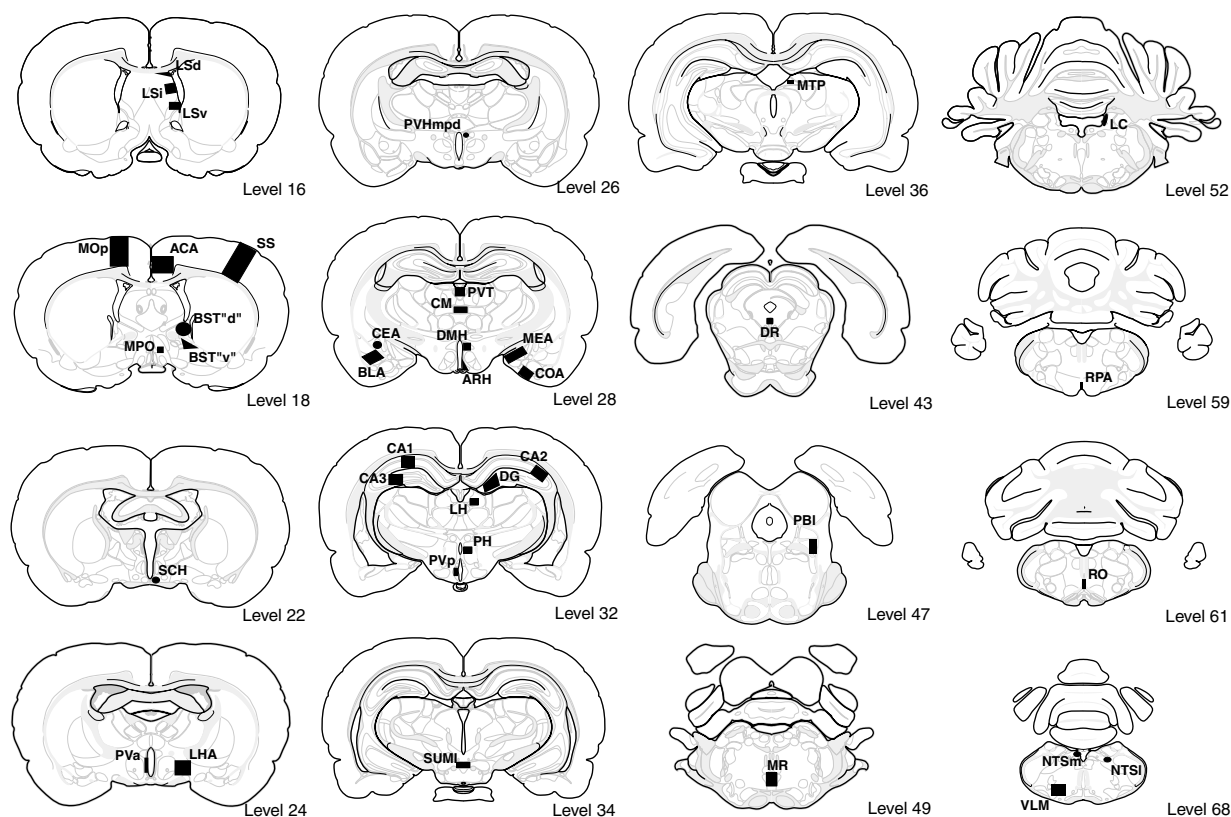 LSd
LSi
LSv
Level 16
PVHmpd
Level 26
MTP
Level 36
LC
Level 52
MOp
ACA
SS
BST"d"
MPO
BST"v"
Level 18
PVT
CM
CEA
DMH
MEA
BLA
ARH
COA
Level 28
DR
Level 43
RPA
Level 59
SCH
Level 22
CA1
CA2
CA3
DG
LH
PH
PVp
Level 32
PBl
Level 47
RO
Level 61
PVa
LHA
Level 24
SUMl
Level 34
MR
Level 49
NTSm
NTSl
VLM
Level 68